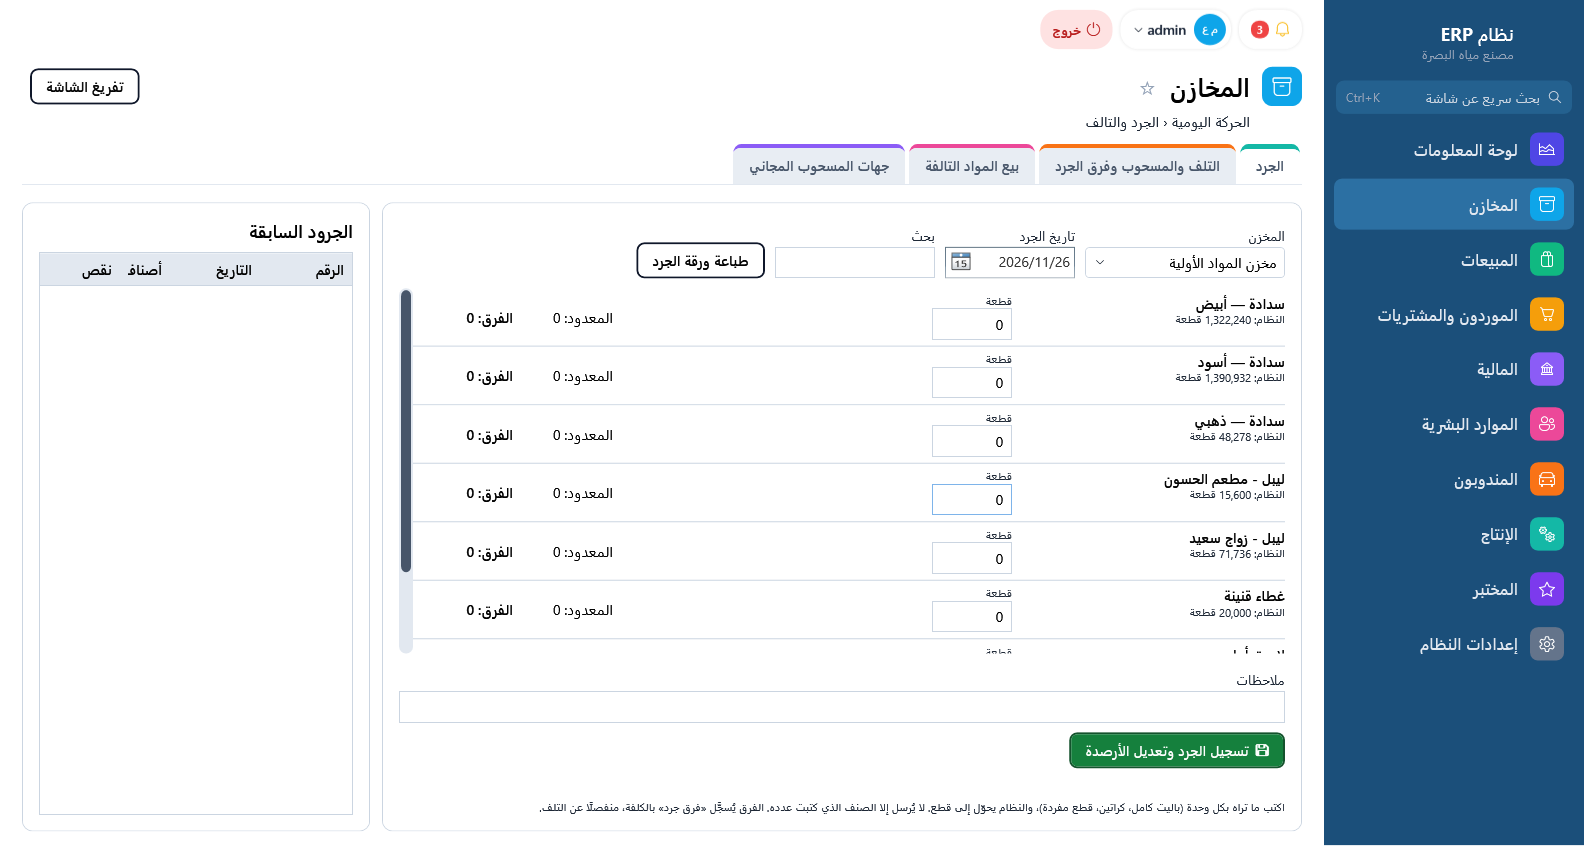 نظام ERP
مصنع مياه البصرة
بحث سريع عن شاشة Ctrl+K
لوحة المعلومات
المخازن
المبيعات
الموردون والمشتريات
المالية
الموارد البشرية
المندوبون
الإنتاج
المختبر
إعدادات النظام
3
م ع admin
خروج
المخازن
الحركة اليومية › الجرد والتالف
تفريغ الشاشة
الجرد
التلف والمسحوب وفرق الجرد
بيع المواد التالفة
جهات المسحوب المجاني
المخزن
مخزن المواد الأولية
تاريخ الجرد
2026/11/26 15
بحث
طباعة ورقة الجرد
سدادة — أبيض
النظام: 1,322,240 قطعة
قطعة
0
المعدود: 0
الفرق: 0
سدادة — أسود
النظام: 1,390,932 قطعة
قطعة
0
المعدود: 0
الفرق: 0
سدادة — ذهبي
النظام: 48,278 قطعة
قطعة
0
المعدود: 0
الفرق: 0
ليبل - مطعم الحسون
النظام: 15,600 قطعة
قطعة
0
المعدود: 0
الفرق: 0
ليبل - زواج سعيد
النظام: 71,736 قطعة
قطعة
0
المعدود: 0
الفرق: 0
غطاء قنينة
النظام: 20,000 قطعة
قطعة
0
المعدود: 0
الفرق: 0
قطعة
ملاحظات
تسجيل الجرد وتعديل الأرصدة
اكتب ما تراه بكل وحدة (باليت كامل، كراتين، قطع مفردة)، والنظام يحوّل إلى قطع. لا يُرسل إلا الصنف الذي كتبت عدده. الفرق يُسجَّل «فرق جرد» بالكلفة، منفصلًا عن التلف.
الجرود السابقة
الرقم التاريخ أصناف نقص